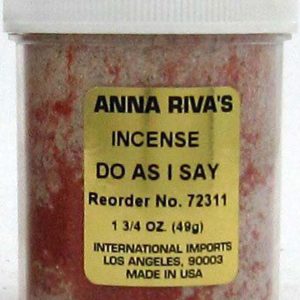 ANNA RIVA'S
INCENSE
DO AS I SAY
Reorder No. 72311
1 3/4 OZ. (49g)
INTERNATIONAL IMPORTS
LOS ANGELES, 90003
MADE IN USA